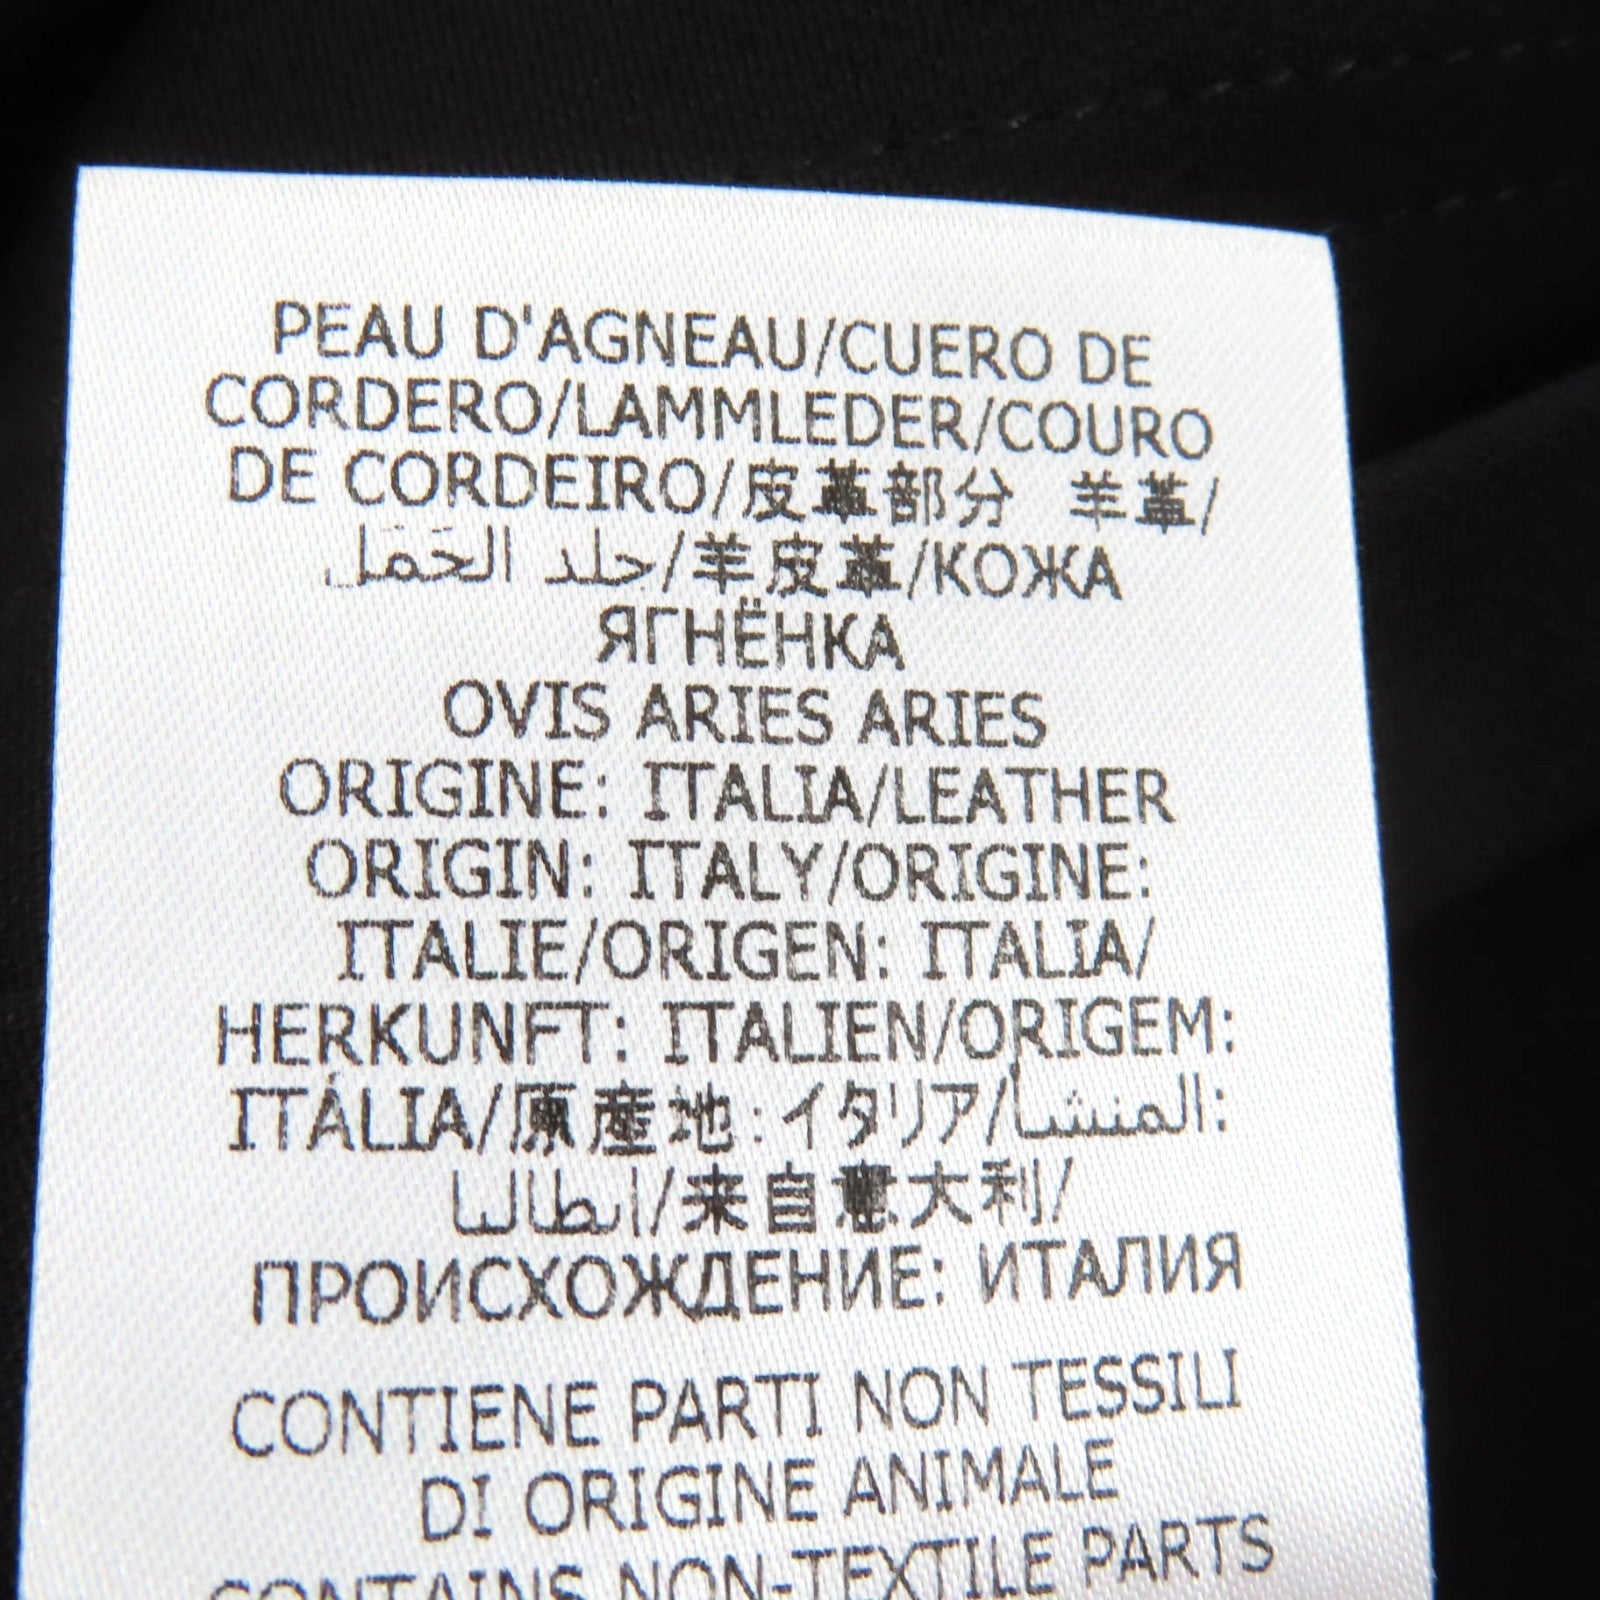 PEAU D'AGNEAU/CUERO DE
CORDERO/LAMMLEDER/COURO
DE CORDEIRO/皮革部分 羊革/
جلد الحَمَل/羊皮革/КОЖА
ЯГНЁНКА
OVIS ARIES ARIES
ORIGINE: ITALIA/LEATHER
ORIGIN: ITALY/ORIGINE:
ITALIE/ORIGEN: ITALIA/
HERKUNFT: ITALIEN/ORIGEM:
ITÁLIA/原産地:イタリア/المنشأ:
إيطاليا/来自意大利/
ПРОИСХОЖДЕНИЕ: ИТАЛИЯ
CONTIENE PARTI NON TESSILI
DI ORIGINE ANIMALE
CONTAINS NON-TEXTILE PARTS